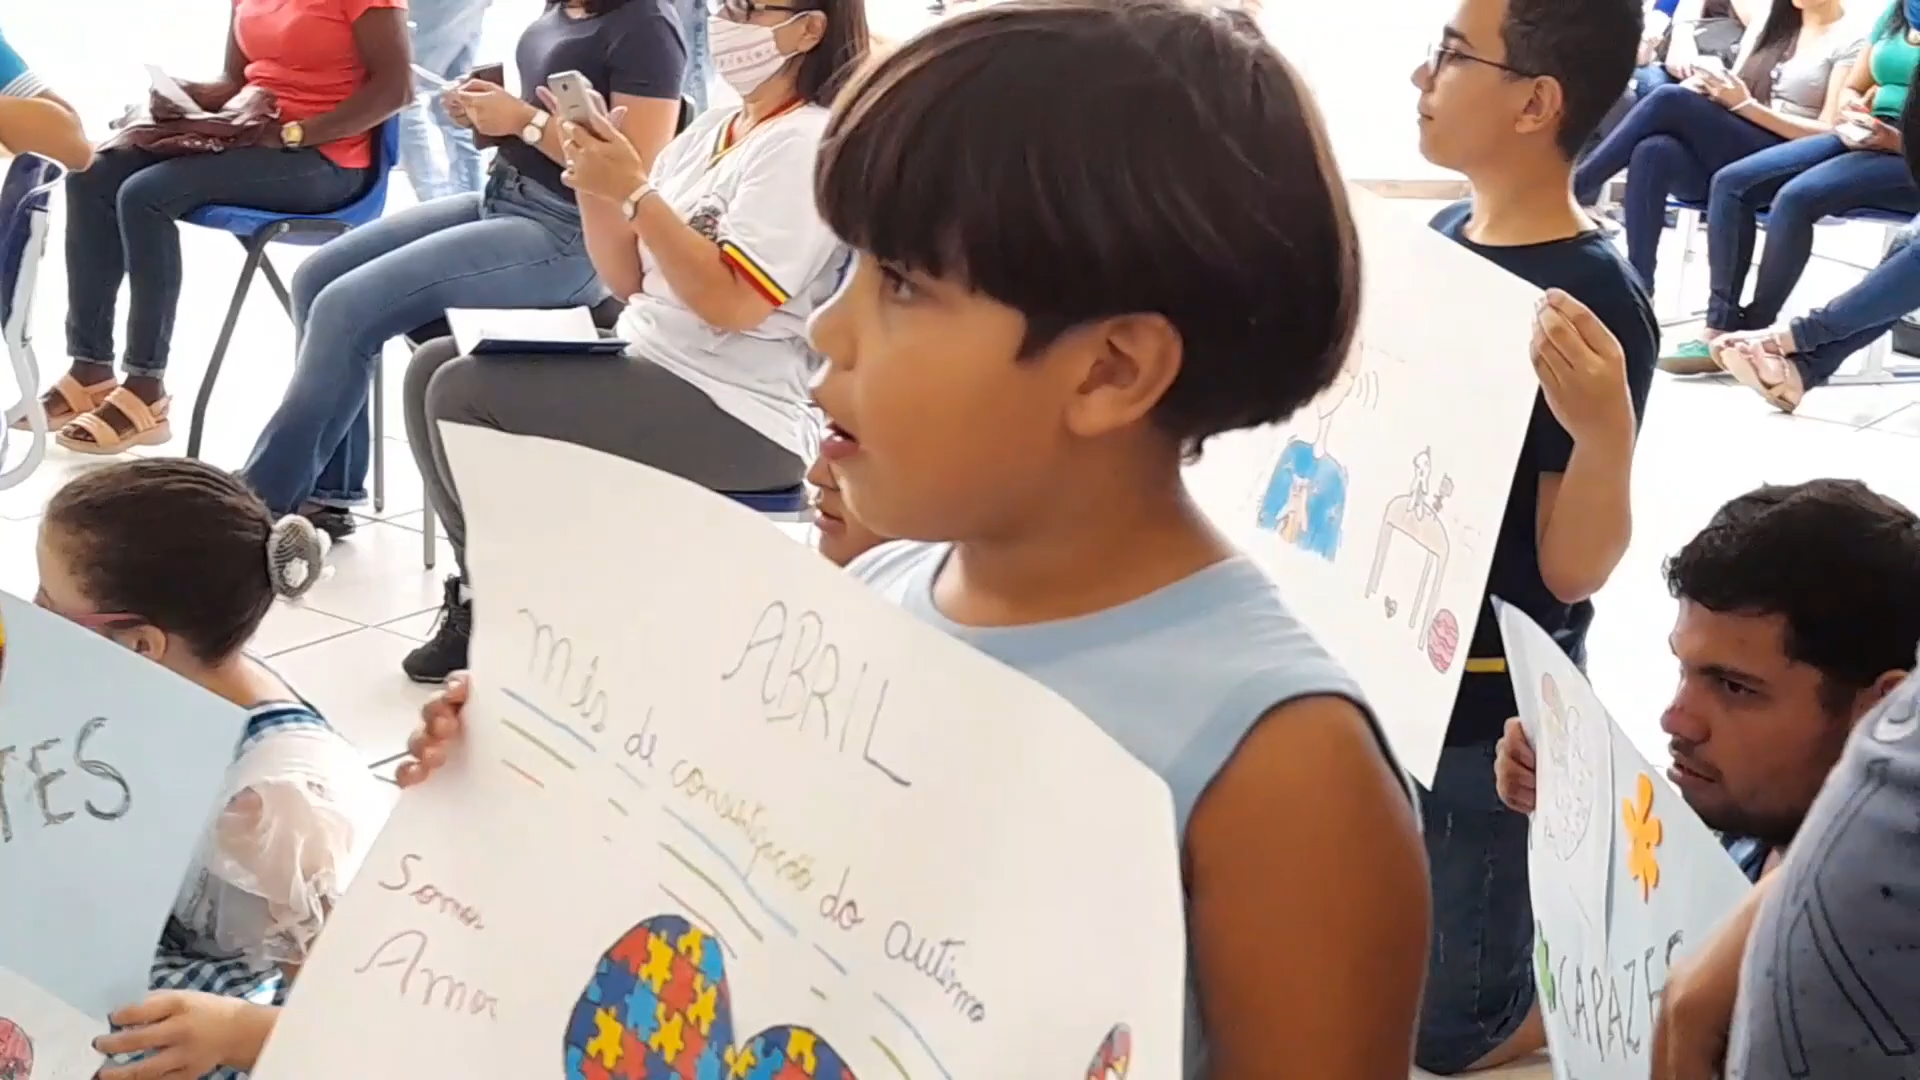 ABRIL
Mês de conscientização do autismo
Somos
Amor
TES
CAPAZES